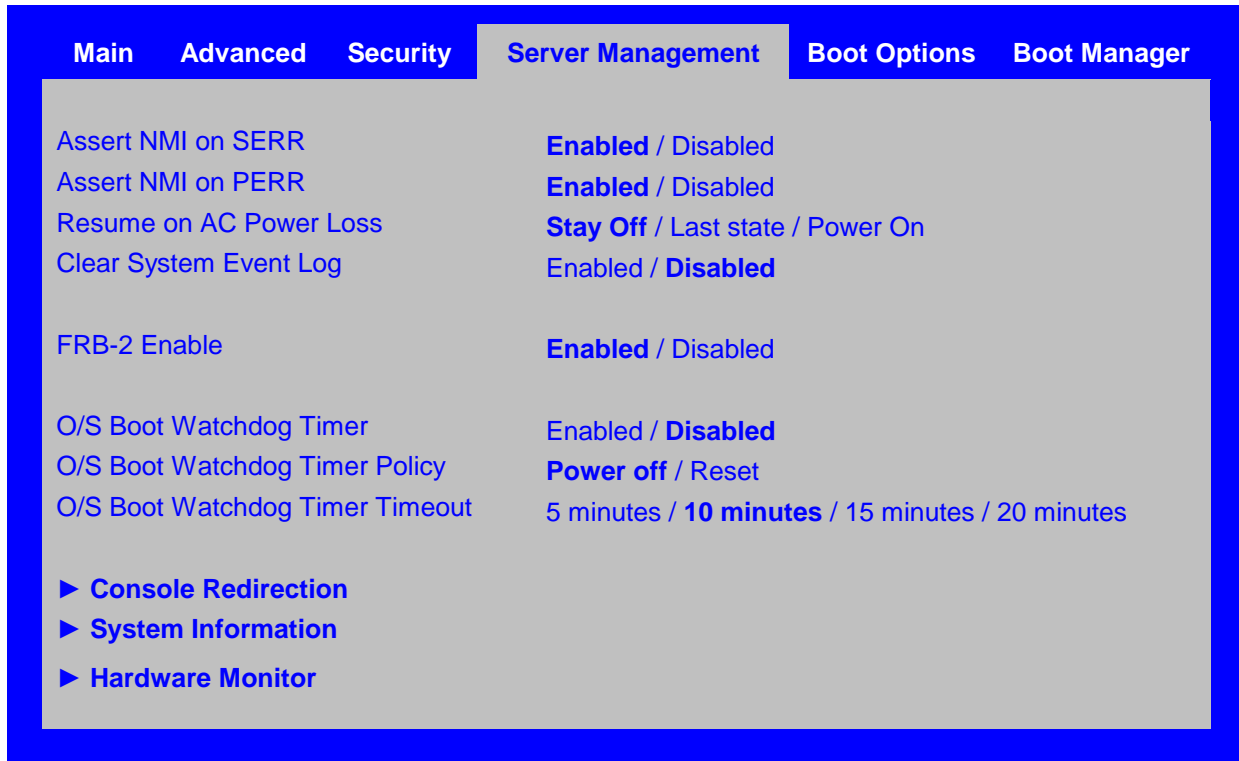 Main Advanced Security Server Management Boot Options Boot Manager
Assert NMI on SERR Enabled / Disabled
Assert NMI on PERR Enabled / Disabled
Resume on AC Power Loss Stay Off / Last state / Power On
Clear System Event Log Enabled / Disabled
FRB-2 Enable Enabled / Disabled
O/S Boot Watchdog Timer Enabled / Disabled
O/S Boot Watchdog Timer Policy Power off / Reset
O/S Boot Watchdog Timer Timeout 5 minutes / 10 minutes / 15 minutes / 20 minutes
► Console Redirection
► System Information
► Hardware Monitor